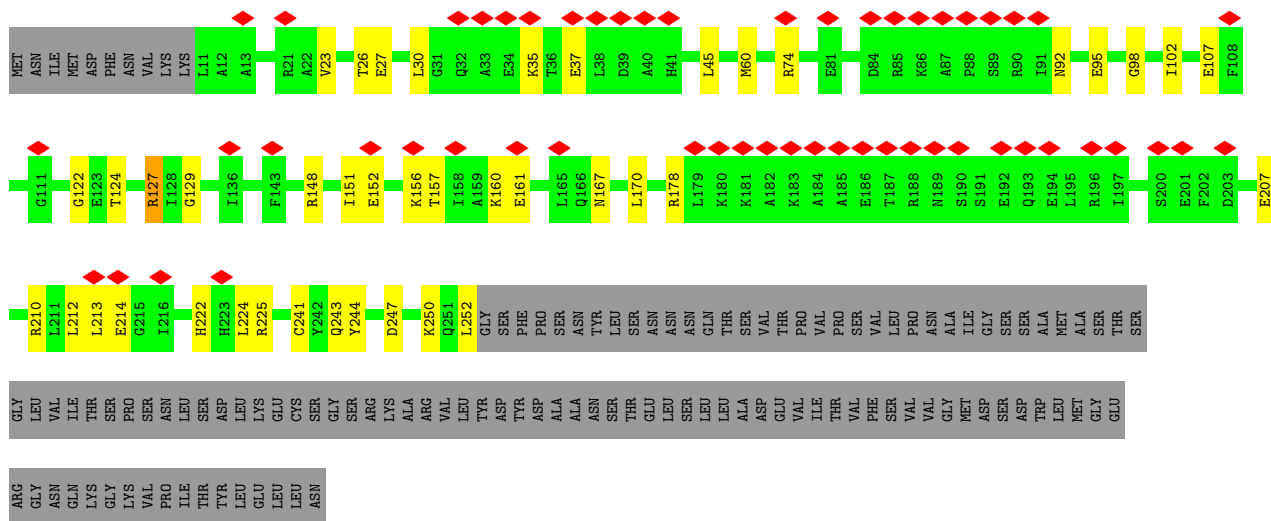 MET ASN ILE MET ASP PHE ASN VAL LYS LYS L11 A12 A13 R21 A22 V23 T26 E27 L30 G31 Q32 A33 E34 K35 T36 E37 L38 D39 A40 H41 L45 M60 R74 E81 D84 R85 K86 A87 P88 S89 R90 I91 N92 E95 G98 I102 E107 F108
G111 G122 E123 T124 R127 I128 G129 I136 F143 R148 I151 E152 K156 T157 I158 A159 K160 E161 L165 Q166 N167 L170 R178 L179 K180 K181 A182 K183 A184 A185 E186 T187 R188 N189 S190 S191 E192 Q193 E194 L195 R196 I197 S200 E201 F202 D203 E207
R210 L211 L212 L213 E214 G215 I216 H222 H223 L224 R225 C241 Y242 Q243 Y244 D247 K250 Q251 L252 GLY SER PHE PRO SER ASN TYR LEU SER ASN ASN ASN GLN THR SER VAL THR PRO VAL PRO SER VAL LEU PRO ASN ALA ILE GLY SER SER ALA MET ALA SER THR SER
GLY LEU VAL ILE THR SER PRO SER ASN LEU SER ASP LEU LYS GLU CYS SER GLY SER ARG LYS ALA ARG VAL LEU TYR ASP TYR ASP ALA ALA ASN SER THR GLU LEU SER LEU LEU ALA ASP GLU VAL ILE THR VAL PHE SER VAL VAL GLY MET ASP SER ASP TRP LEU MET GLY GLU
ARG GLY ASN GLN LYS GLY LYS VAL PRO ILE THR TYR LEU GLU LEU LEU ASN